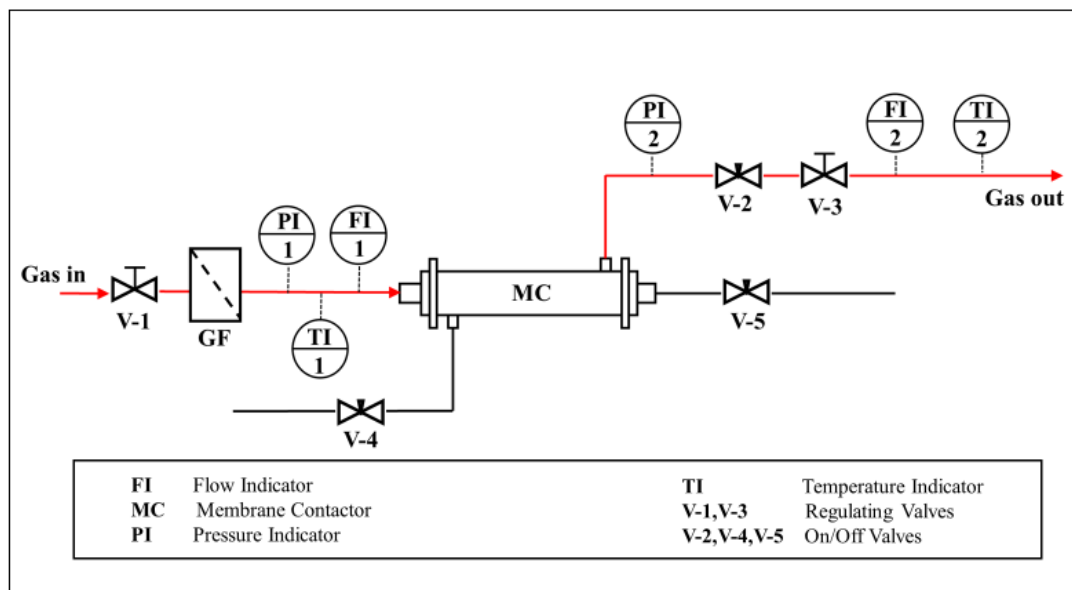 PI
2
FI
2
TI
2
V-2
V-3
Gas out
PI
1
FI
1
Gas in
MC
V-1
GF
TI
1
V-5
V-4
FI Flow Indicator
MC Membrane Contactor
PI Pressure Indicator
TI Temperature Indicator
V-1,V-3 Regulating Valves
V-2,V-4,V-5 On/Off Valves